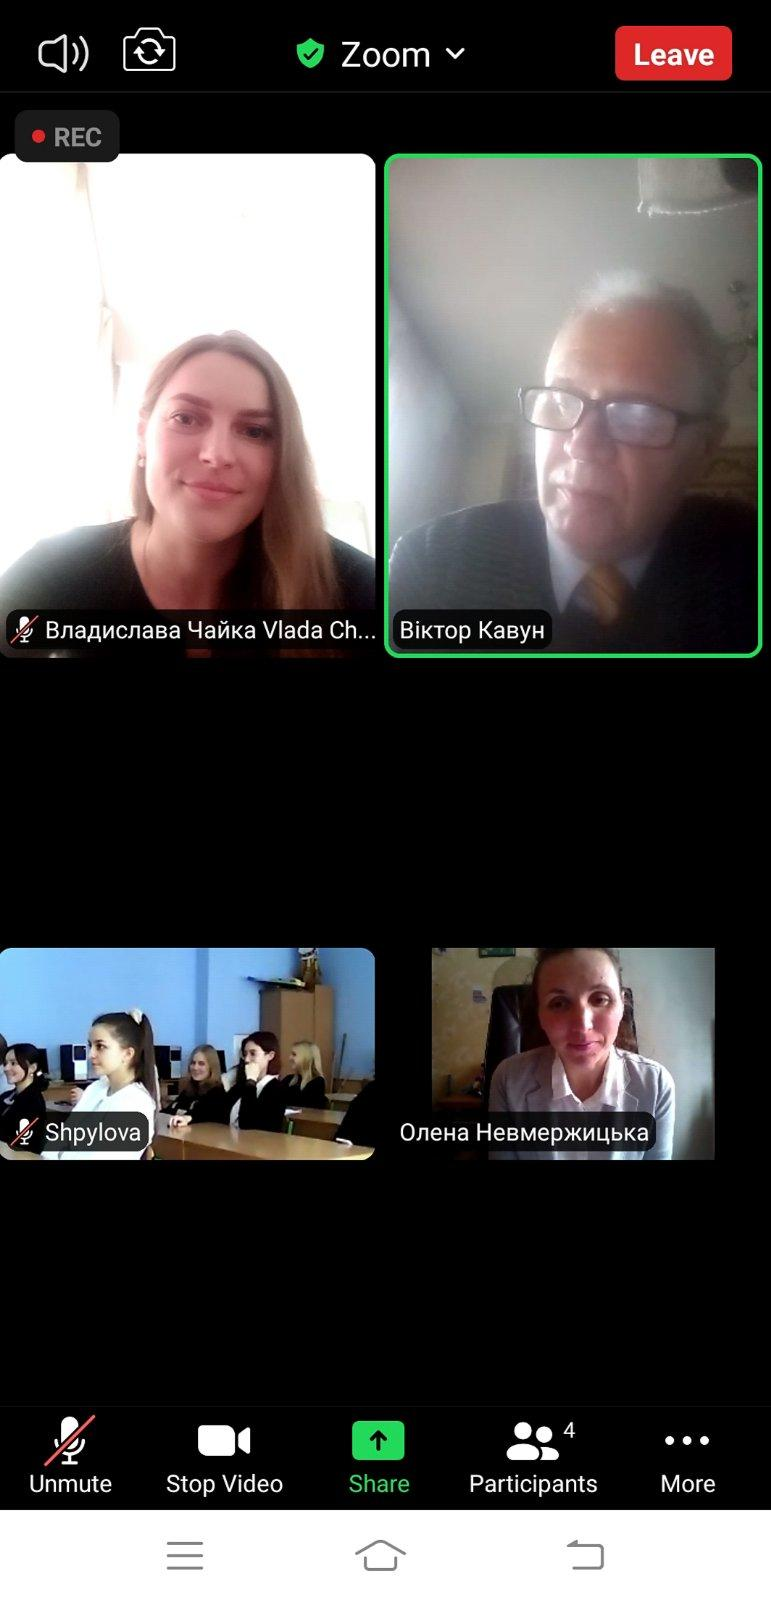 Zoom
Leave
REC
Владислава Чайка Vlada Ch...
Віктор Кавун
Shpylova
Олена Невмержицька
Unmute
Stop Video
Share
4
Participants
More